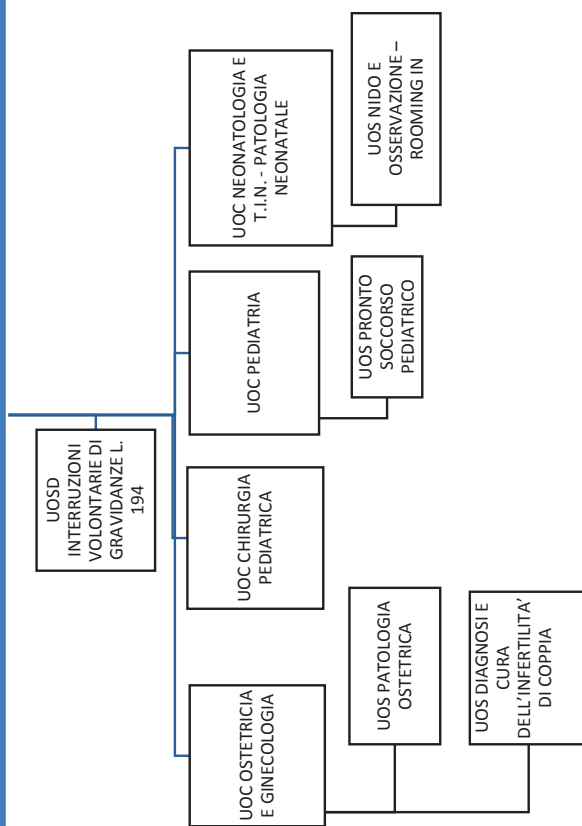 UOSD
INTERRUZIONI
VOLONTARIE DI
GRAVIDANZE L.
194
UOC OSTETRICIA
E GINECOLOGIA
UOC CHIRURGIA
PEDIATRICA
UOC PEDIATRIA
UOC NEONATOLOGIA E
T.I.N. - PATOLOGIA
NEONATALE
UOS PATOLOGIA
OSTETRICA
UOS DIAGNOSI E
CURA
DELL’INFERTILITA’
DI COPPIA
UOS PRONTO
SOCCORSO
PEDIATRICO
UOS NIDO E
OSSERVAZIONE –
ROOMING IN